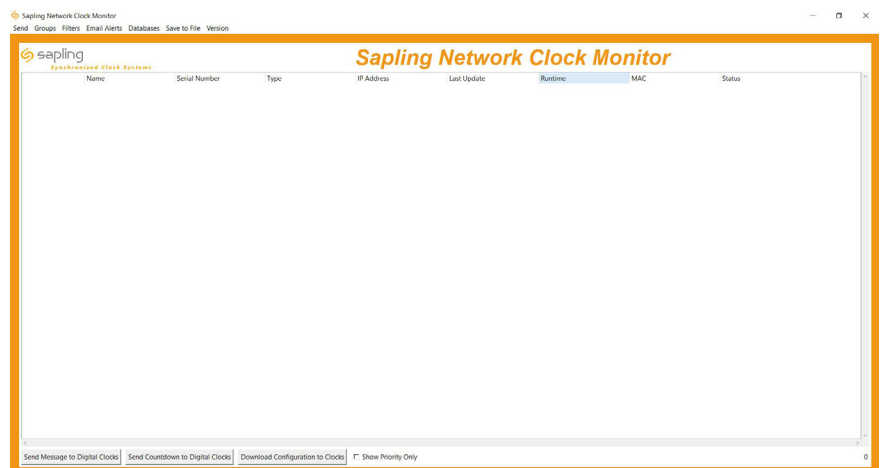 Sapling Network Clock Monitor
Send Groups Filters Email Alerts Databases Save to File Version
sapling
Synchronized Clock Systems
Sapling Network Clock Monitor
Name Serial Number Type IP Address Last Update Runtime MAC Status
Send Message to Digital Clocks Send Countdown to Digital Clocks Download Configuration to Clocks Show Priority Only 0